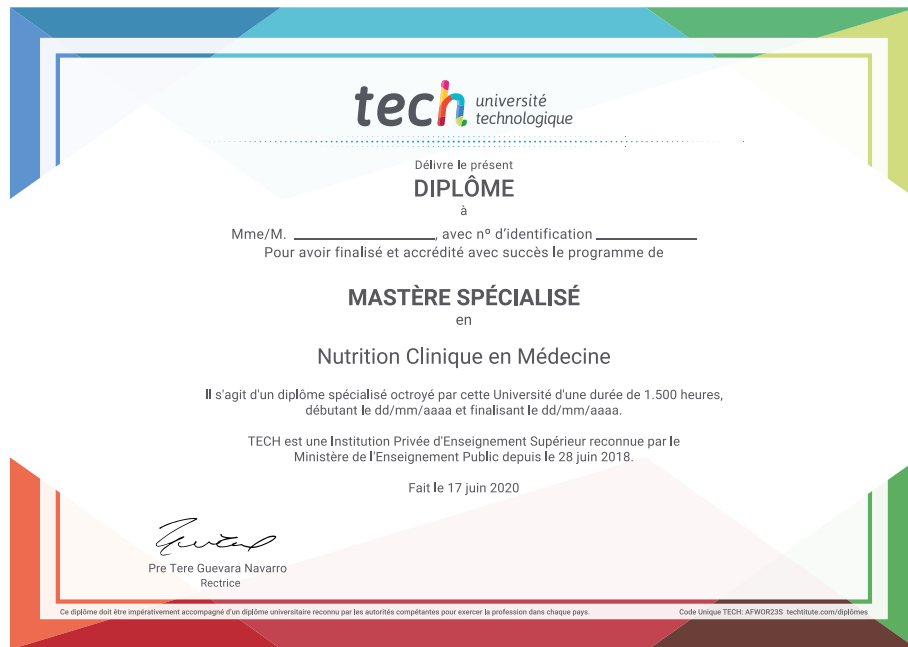 tech université
technologique
Délivre le présent
DIPLÔME
à
Mme/M. ____________, avec nº d'identification ____________
Pour avoir finalisé et accrédité avec succès le programme de
MASTÈRE SPÉCIALISÉ
en
Nutrition Clinique en Médecine
Il s'agit d'un diplôme spécialisé octroyé par cette Université d'une durée de 1.500 heures,
débutant le dd/mm/aaaa et finalisant le dd/mm/aaaa.
TECH est une Institution Privée d'Enseignement Supérieur reconnue par le
Ministère de l'Enseignement Public depuis le 28 juin 2018.
Fait le 17 juin 2020
Pre Tere Guevara Navarro
Rectrice
Ce diplôme doit être impérativement accompagné d'un diplôme universitaire reconnu par les autorités compétantes pour exercer la profession dans chaque pays.
Code Unique TECH: AFWOR23S techtitute.com/diplômes